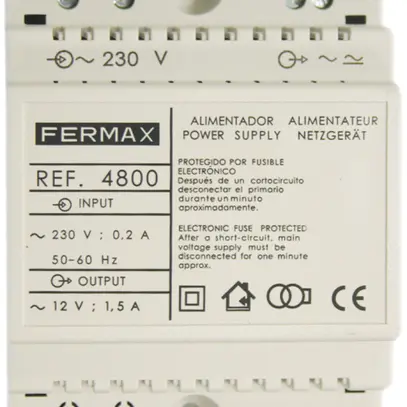 ~ 230 V ~
FERMAX
REF. 4800
INPUT
~ 230 V ; 0.2 A
50-60 Hz
OUTPUT
~ 12 V ; 1,5 A
ALIMENTADOR ALIMENTATEUR
POWER SUPPLY NETZGERÄT
PROTEGIDO POR FUSIBLE
ELECTRÓNICO
Después de un cortocircuito
desconectar el primario
durante un minuto
aproximadamente.
ELECTRONIC FUSE PROTECTED
After a short-circuit, main
voltage supply must be
disconnected for one minute
approx.
CE